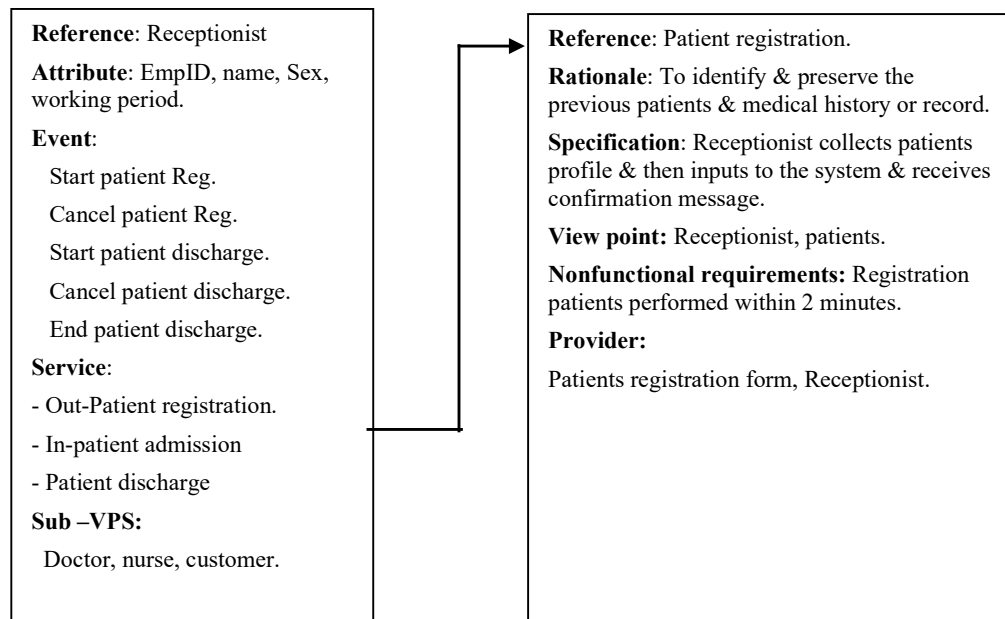 Reference: Receptionist
Attribute: EmpID, name, Sex,
working period.
Event:
Start patient Reg.
Cancel patient Reg.
Start patient discharge.
Cancel patient discharge.
End patient discharge.
Service:
- Out-Patient registration.
- In-patient admission
- Patient discharge
Sub –VPS:
Doctor, nurse, customer.
Reference: Patient registration.
Rationale: To identify & preserve the
previous patients & medical history or record.
Specification: Receptionist collects patients
profile & then inputs to the system & receives
confirmation message.
View point: Receptionist, patients.
Nonfunctional requirements: Registration
patients performed within 2 minutes.
Provider:
Patients registration form, Receptionist.